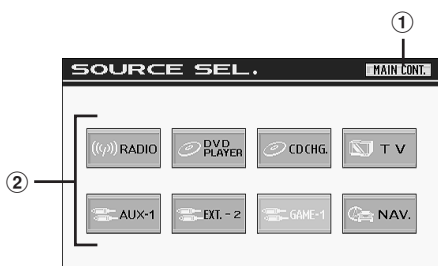 1
SOURCE SEL.
MAIN CONT.
2
RADIO
DVD PLAYER
CD CHG.
T V
AUX-1
EXT. - 2
GAME-1
NAV.